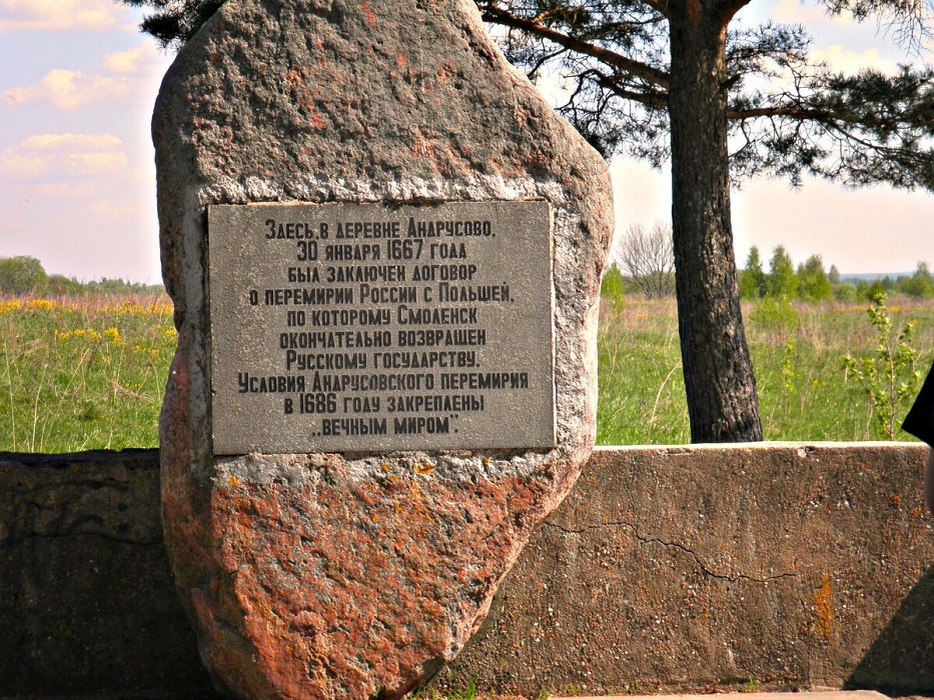 Здесь, в деревне Андрусово,
30 января 1667 года
был заключен договор
о перемирии России с Польшей,
по которому Смоленск
окончательно возвращен
Русскому государству.
Условия Андрусовского перемирия
в 1686 году закреплены
„вечным миром“.